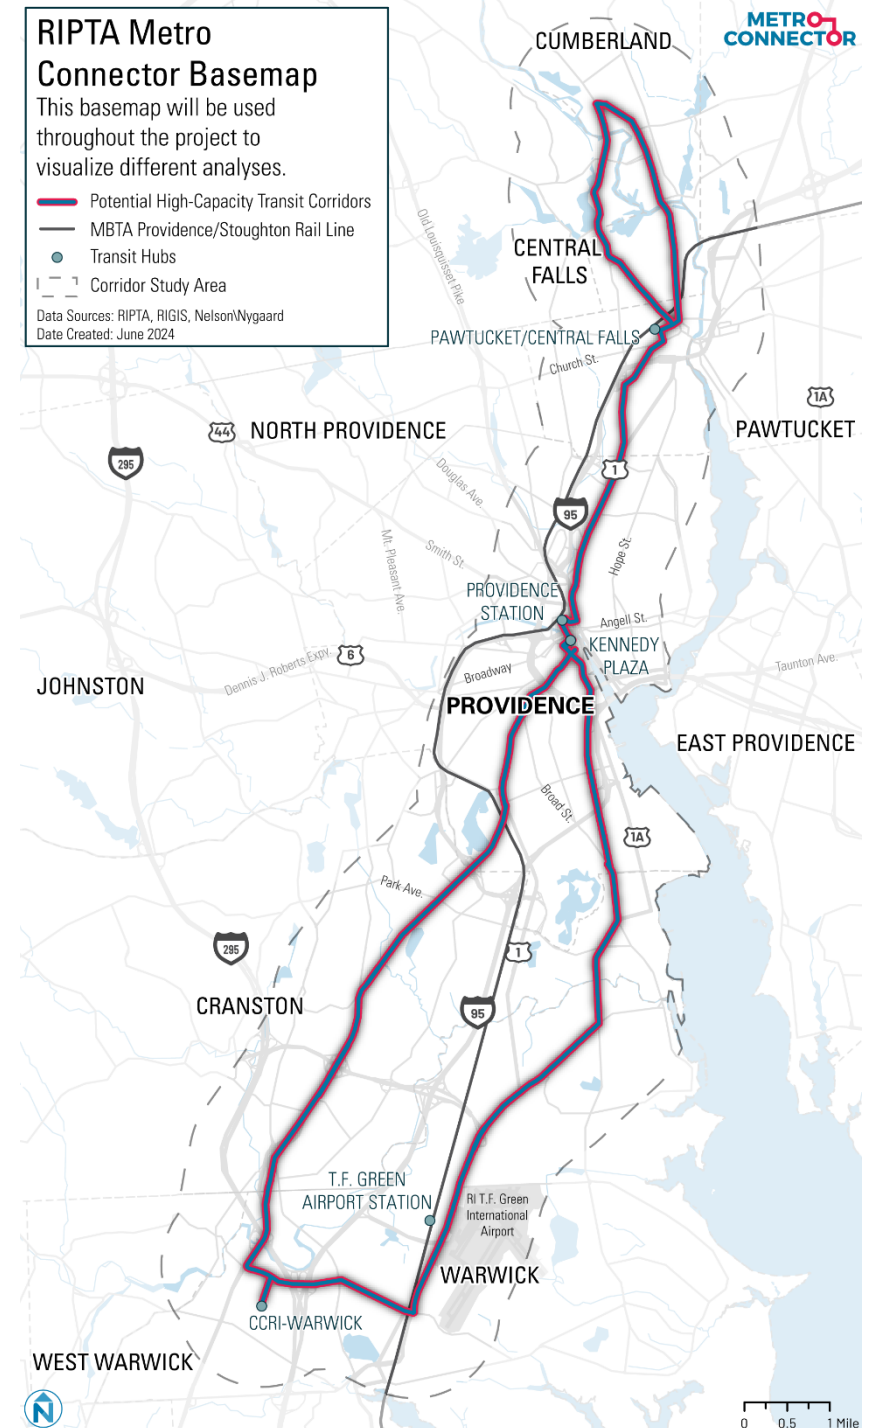 RIPTA Metro
Connector Basemap
This basemap will be used
throughout the project to
visualize different analyses.
Potential High-Capacity Transit Corridors
MBTA Providence/Stoughton Rail Line
Transit Hubs
Corridor Study Area
Data Sources: RIPTA, RIGIS, Nelson\Nygaard
Date Created: June 2024
METRO
CONNECTOR
CUMBERLAND
Old Louisquisset Pike
CENTRAL
FALLS
PAWTUCKET/CENTRAL FALLS
Church St.
1A
44
NORTH PROVIDENCE
PAWTUCKET
295
1
Douglas Ave.
95
Smith St.
Mt. Pleasant Ave.
Hope St.
PROVIDENCE
STATION
Angell St.
KENNEDY
PLAZA
6
Dennis J. Roberts Expy
Broadway
Taunton Ave.
JOHNSTON
PROVIDENCE
EAST PROVIDENCE
Broad St.
1A
Park Ave.
295
1
CRANSTON
95
T.F. GREEN
AIRPORT STATION
RI T.F. Green
International
Airport
WARWICK
CCRI-WARWICK
WEST WARWICK
N
0 0.5 1 Mile